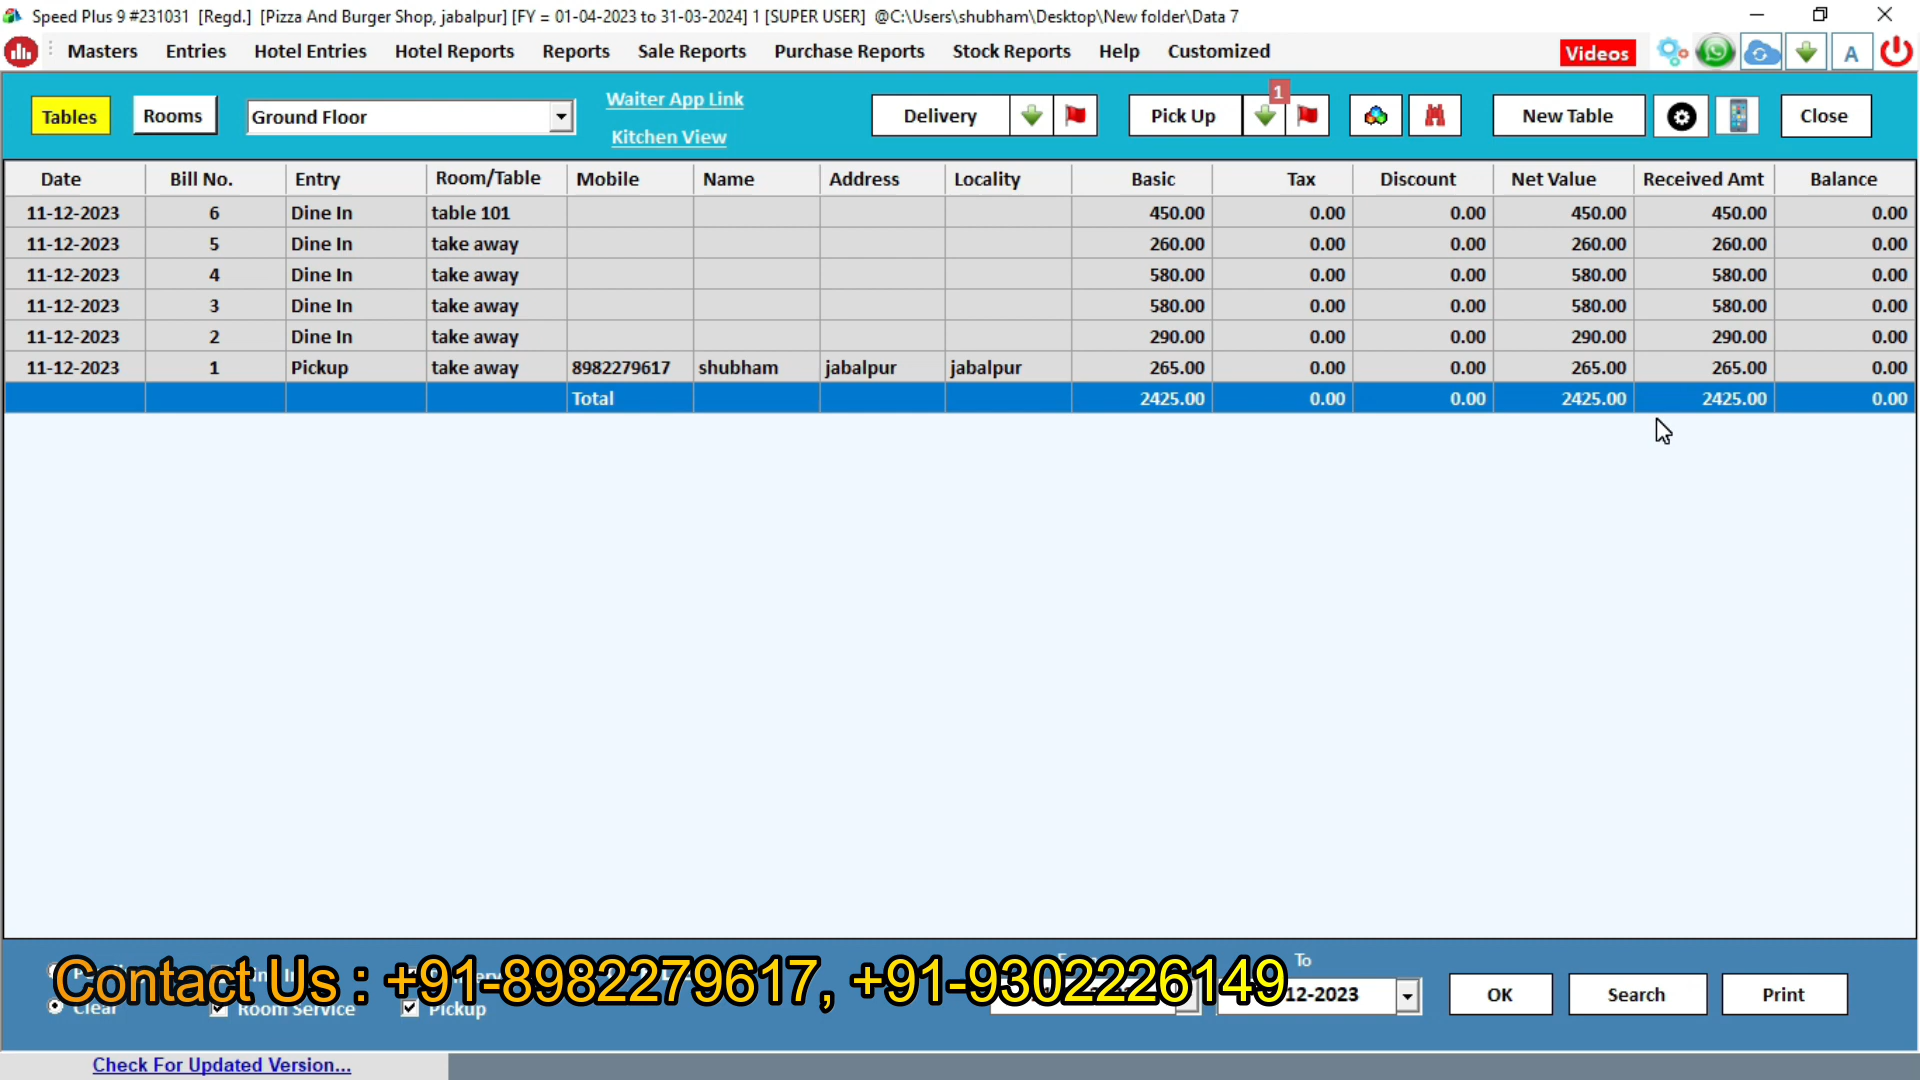 Speed Plus 9 #231031 [Regd.] [Pizza And Burger Shop, jabalpur] [FY = 01-04-2023 to 31-03-2024] 1 [SUPER USER] @C:\Users\shubham\Desktop\New folder\Data 7
Masters Entries Hotel Entries Hotel Reports Reports Sale Reports Purchase Reports Stock Reports Help Customized Videos A
Tables Rooms Ground Floor Waiter App Link Delivery Pick Up 1 New Table Close
Kitchen View
Date Bill No. Entry Room/Table Mobile Name Address Locality Basic Tax Discount Net Value Received Amt Balance
11-12-2023 6 Dine In table 101 450.00 0.00 0.00 450.00 450.00 0.00
11-12-2023 5 Dine In take away 260.00 0.00 0.00 260.00 260.00 0.00
11-12-2023 4 Dine In take away 580.00 0.00 0.00 580.00 580.00 0.00
11-12-2023 3 Dine In take away 580.00 0.00 0.00 580.00 580.00 0.00
11-12-2023 2 Dine In take away 290.00 0.00 0.00 290.00 290.00 0.00
11-12-2023 1 Pickup take away 8982279617 shubham jabalpur jabalpur 265.00 0.00 0.00 265.00 265.00 0.00
Total 2425.00 0.00 0.00 2425.00 2425.00 0.00
To
Contact Us : +91-8982279617, +91-9302226149
12-2023 OK Search Print
Clear Room Service Pickup
Check For Updated Version...